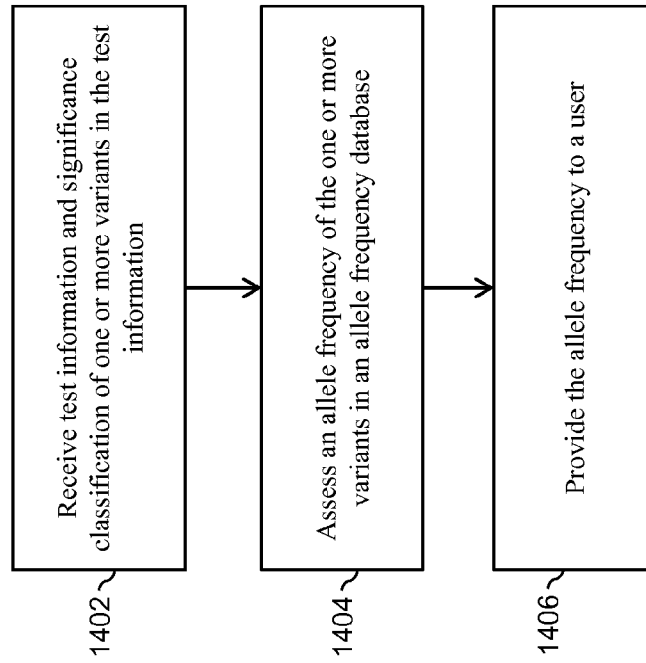 1402
Receive test information and significance
classification of one or more variants in the test
information
1404
Assess an allele frequency of the one or more
variants in an allele frequency database
1406
Provide the allele frequency to a user